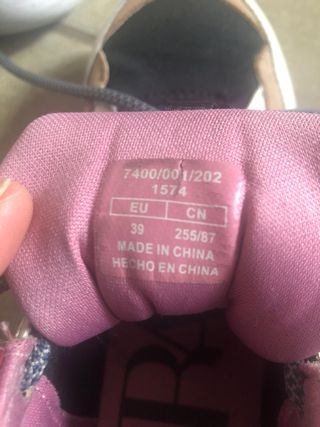 7400/001/202
1574
EU CN
39 255/87
MADE IN CHINA
HECHO EN CHINA